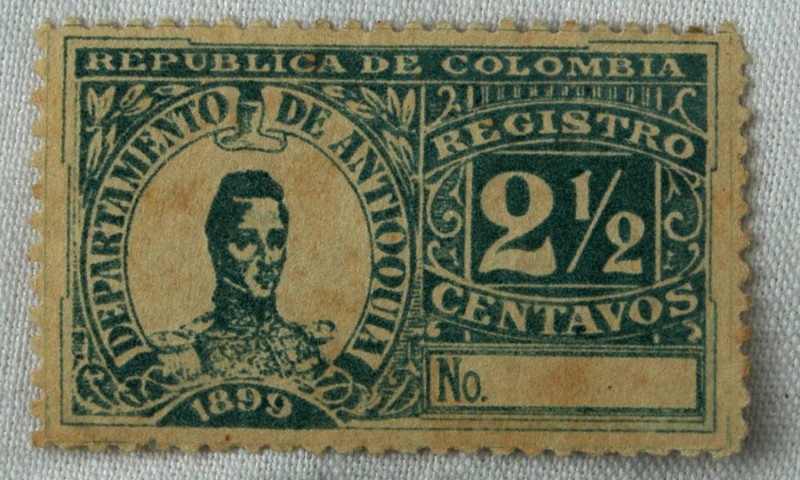 REPUBLICA DE COLOMBIA
DEPARTAMENTO DE ANTIOQUIA
1899
REGISTRO
2 1/2
CENTAVOS
No.